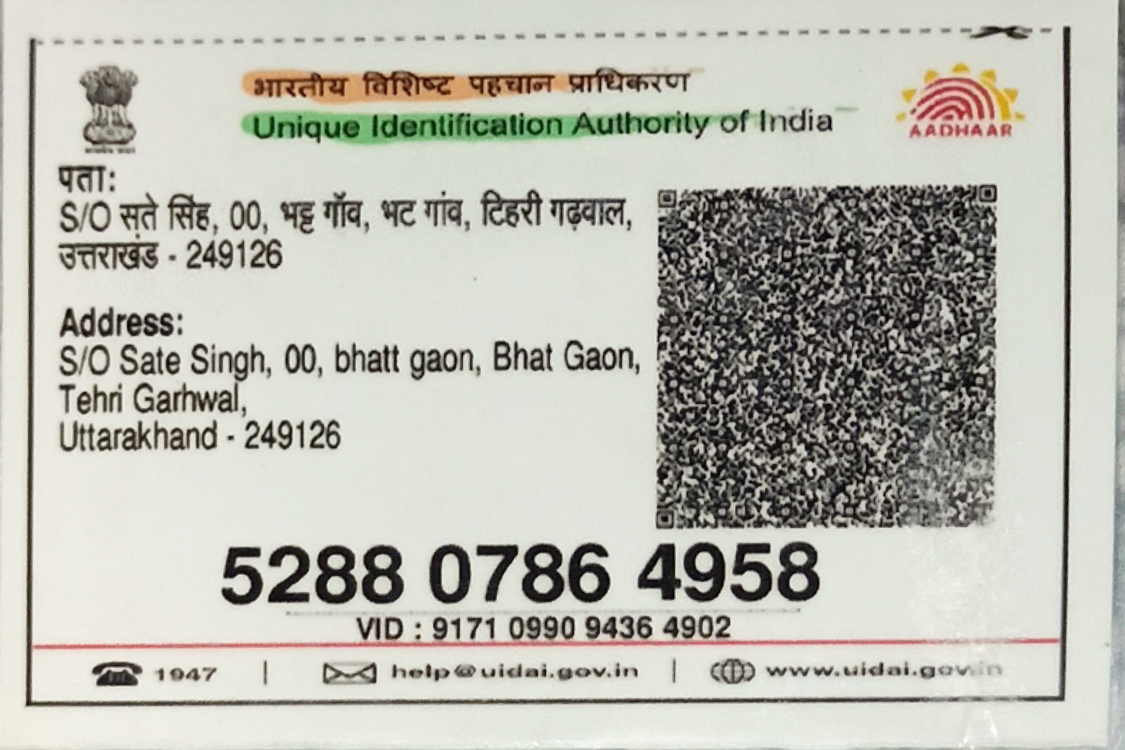 भारतीय विशिष्ट पहचान प्राधिकरण
Unique Identification Authority of India
AADHAAR
पता:
S/O सते सिंह, 00, भट्ट गॉव, भट गांव, टिहरी गढ़वाल,
उत्तराखंड - 249126
Address:
S/O Sate Singh, 00, bhatt gaon, Bhat Gaon,
Tehri Garhwal,
Uttarakhand - 249126
5288 0786 4958
VID : 9171 0990 9436 4902
1947 | help@uidai.gov.in | www.uidai.gov.in